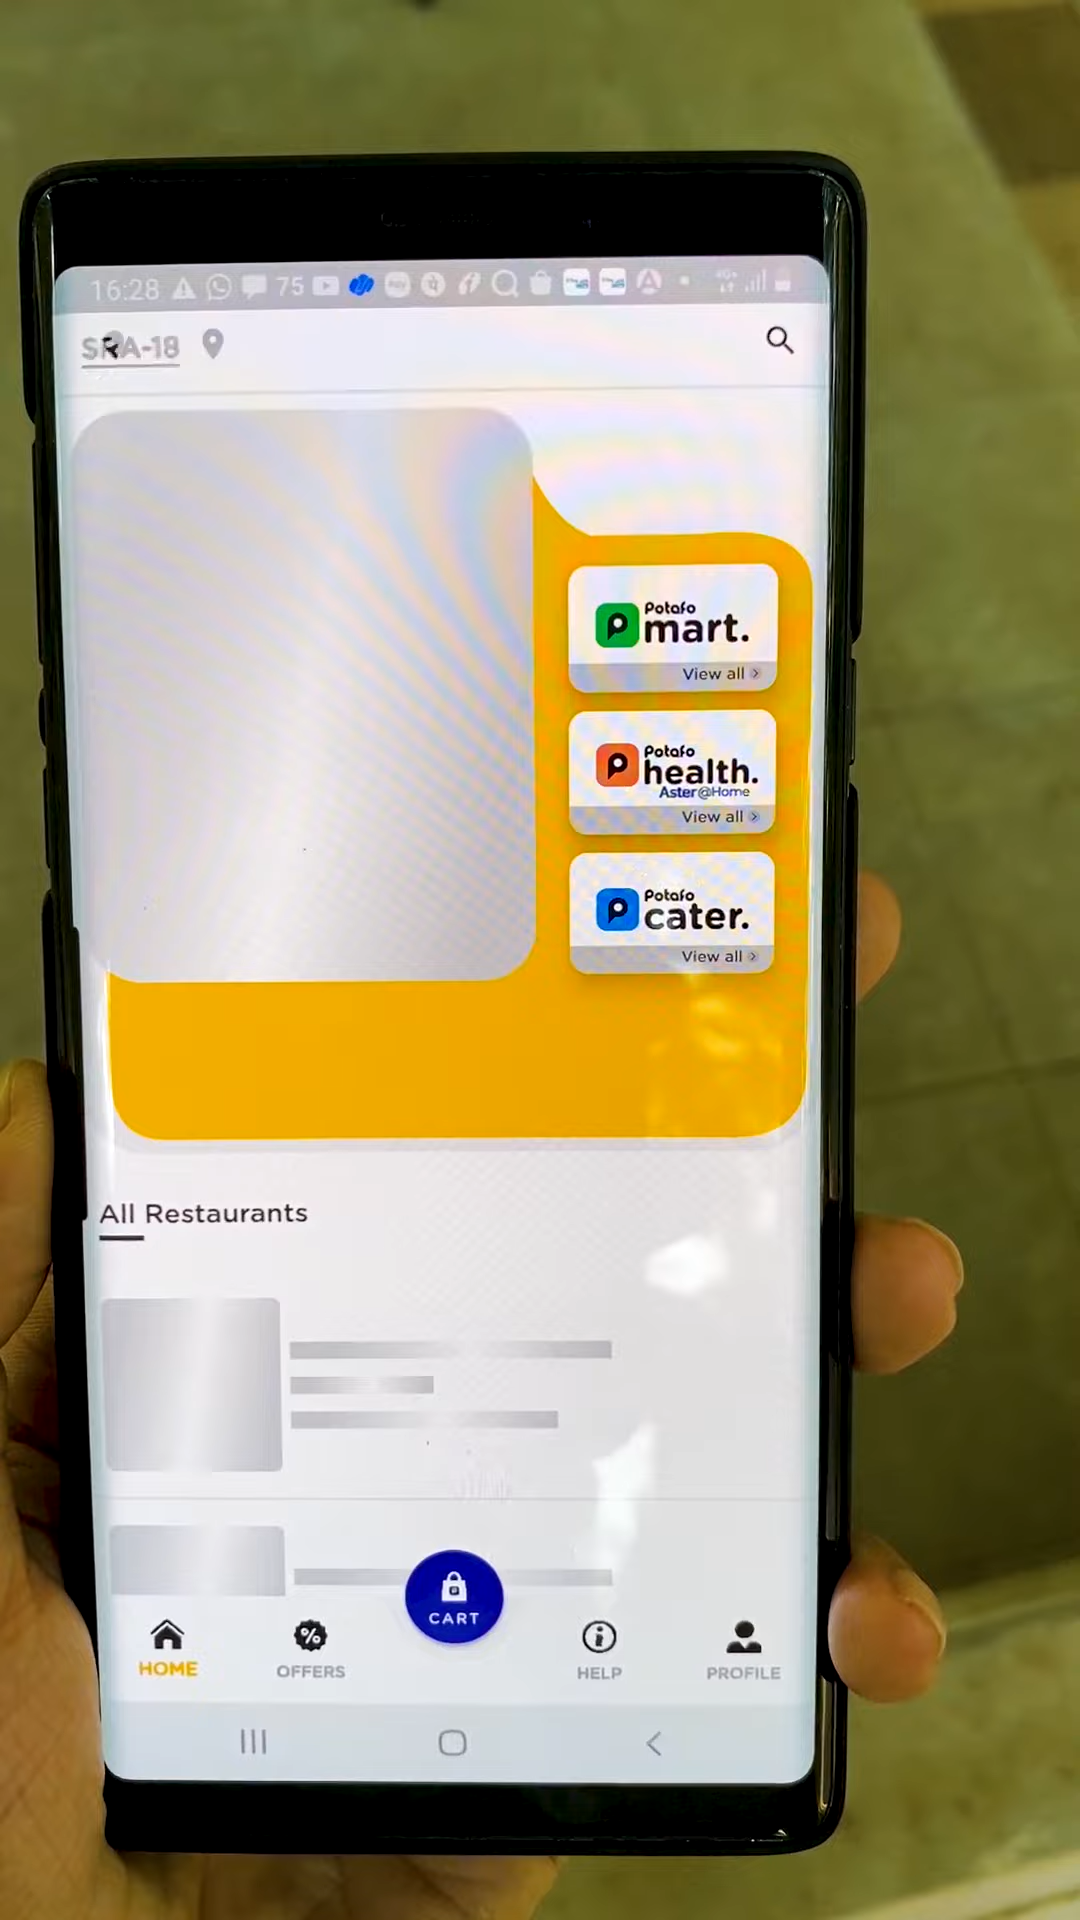 16:28 75
SRA-18
Potafo
mart.
View all
Potafo
health.
Aster@Home
View all
Potafo
cater.
View all
All Restaurants
CART
HOME
OFFERS
HELP
PROFILE